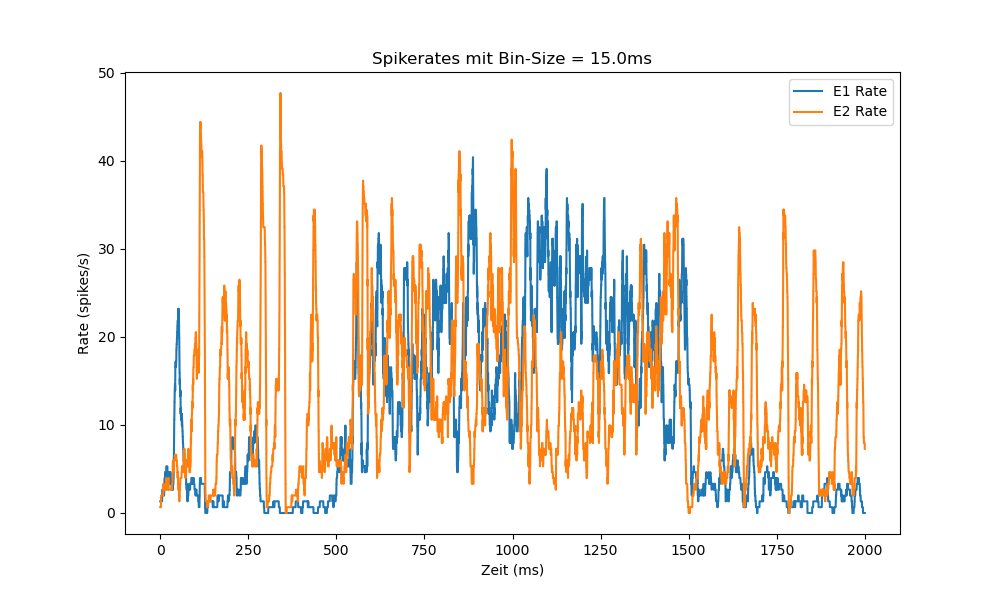 Spikerates mit Bin-Size = 15.0ms
E1 Rate
E2 Rate
Rate (spikes/s)
50
40
30
20
10
0
0 250 500 750 1000 1250 1500 1750 2000
Zeit (ms)